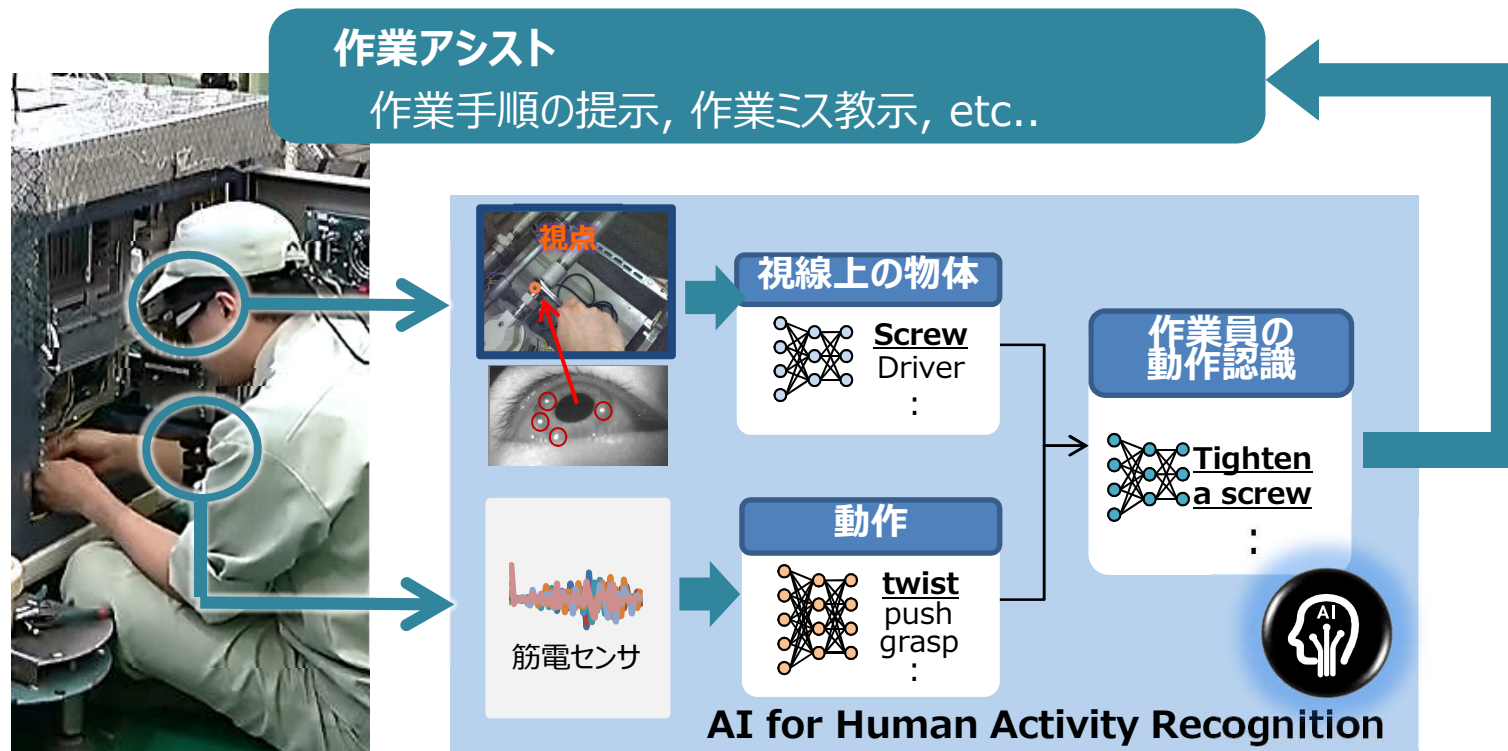 作業アシスト
作業手順の提示, 作業ミス教示, etc..
視点
視線上の物体
Screw
Driver
:
筋電センサ
動作
twist
push
grasp
:
作業員の
動作認識
Tighten
a screw
:
AI
AI for Human Activity Recognition